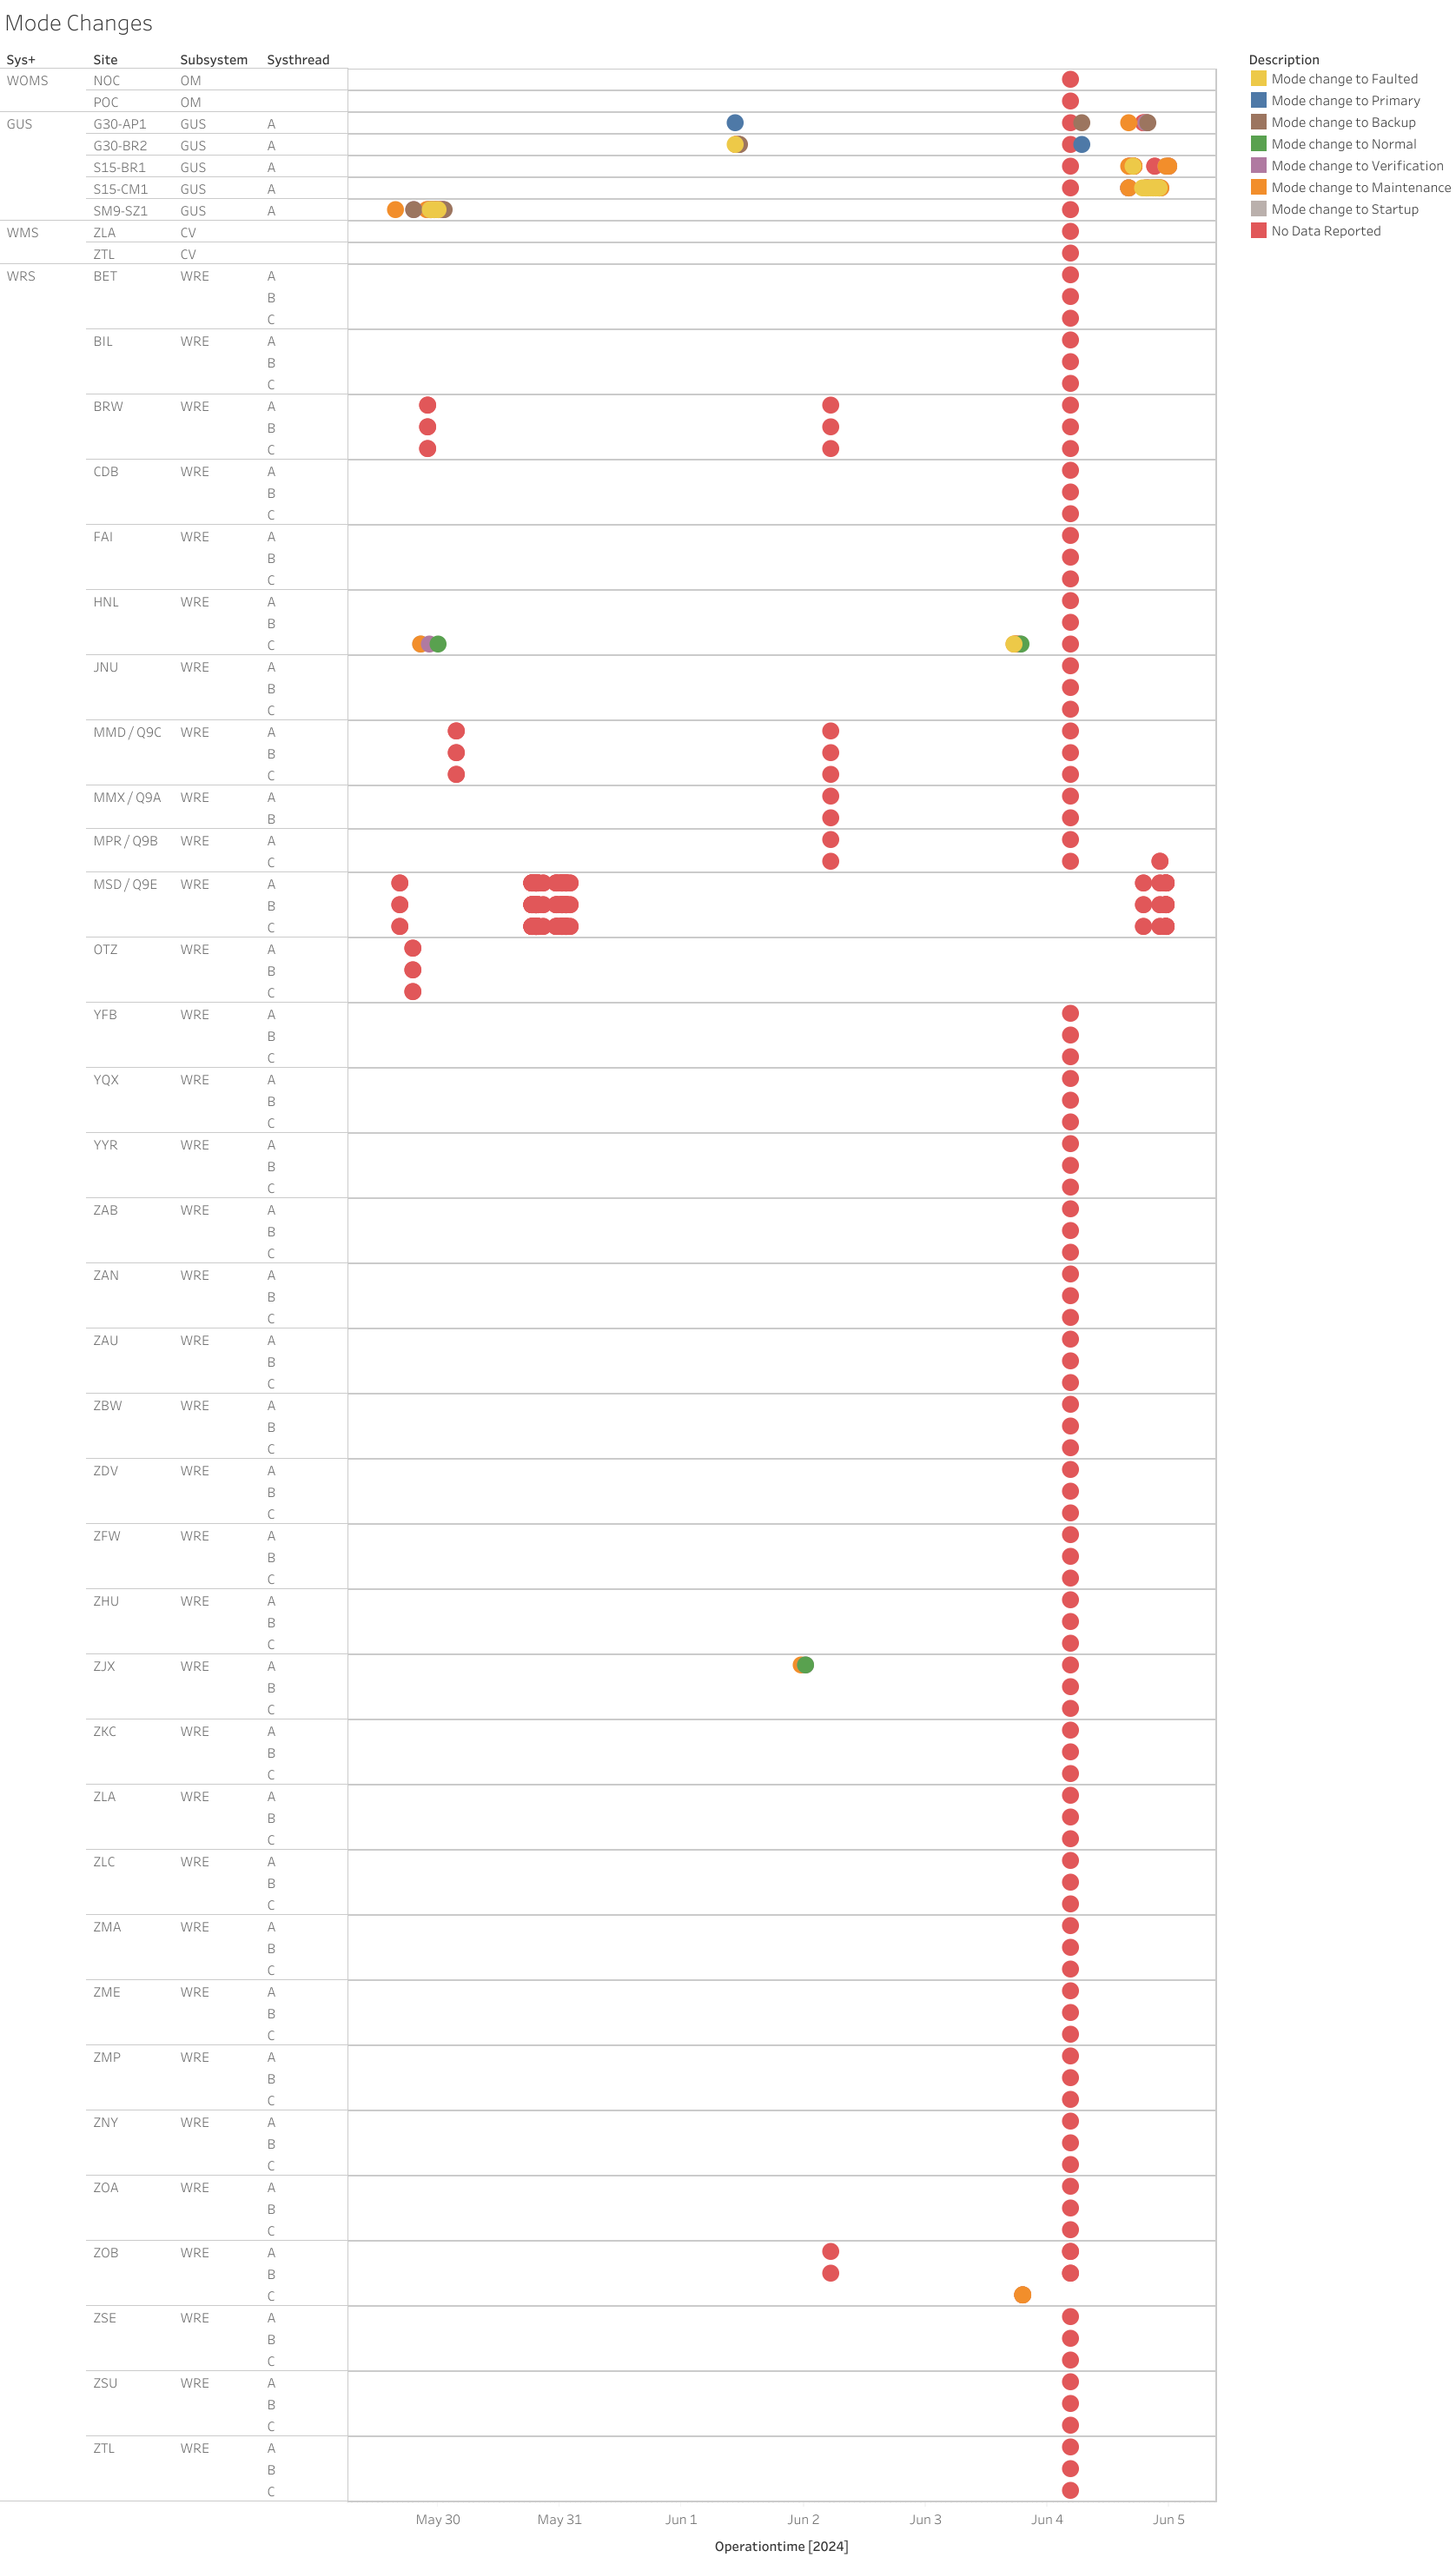 Mode Changes
Sys+ Site Subsystem Systhread Description
WOMS NOC OM Mode change to Faulted
POC OM Mode change to Primary
GUS G30-AP1 GUS A Mode change to Backup
G30-BR2 GUS A Mode change to Normal
S15-BR1 GUS A Mode change to Verification
S15-CM1 GUS A Mode change to Maintenance
SM9-SZ1 GUS A Mode change to Startup
WMS ZLA CV No Data Reported
ZTL CV
WRS BET WRE A
B
C
BIL WRE A
B
C
BRW WRE A
B
C
CDB WRE A
B
C
FAI WRE A
B
C
HNL WRE A
B
C
JNU WRE A
B
C
MMD / Q9C WRE A
B
C
MMX / Q9A WRE A
B
MPR / Q9B WRE A
C
MSD / Q9E WRE A
B
C
OTZ WRE A
B
C
YFB WRE A
B
C
YQX WRE A
B
C
YYR WRE A
B
C
ZAB WRE A
B
C
ZAN WRE A
B
C
ZAU WRE A
B
C
ZBW WRE A
B
C
ZDV WRE A
B
C
ZFW WRE A
B
C
ZHU WRE A
B
C
ZJX WRE A
B
C
ZKC WRE A
B
C
ZLA WRE A
B
C
ZLC WRE A
B
C
ZMA WRE A
B
C
ZME WRE A
B
C
ZMP WRE A
B
C
ZNY WRE A
B
C
ZOA WRE A
B
C
ZOB WRE A
B
C
ZSE WRE A
B
C
ZSU WRE A
B
C
ZTL WRE A
B
C
May 30 May 31 Jun 1 Jun 2 Jun 3 Jun 4 Jun 5
Operationtime [2024]